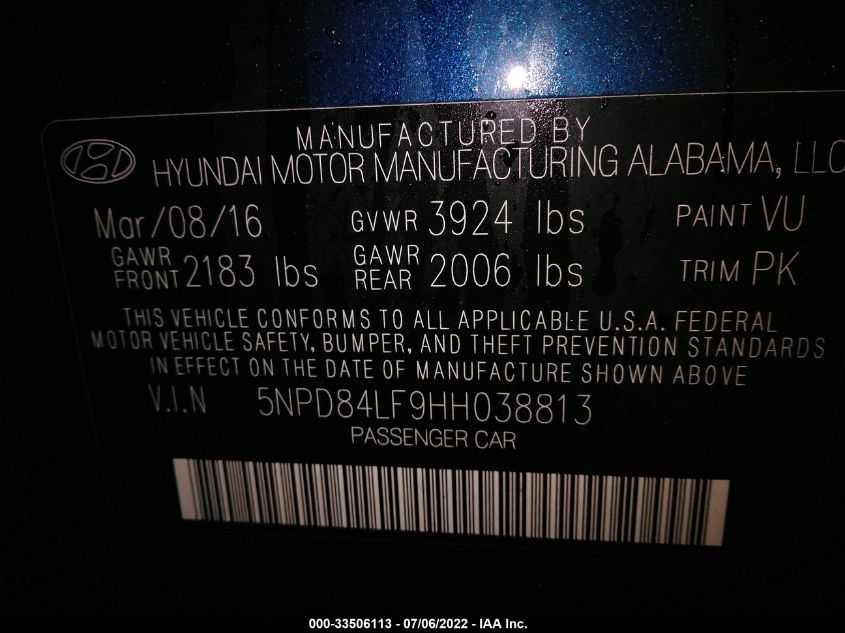 MANUFACTURED BY
HYUNDAI MOTOR MANUFACTURING ALABAMA, LLC
Mar/08/16 GVWR 3924 lbs PAINT VU
GAWR FRONT 2183 lbs GAWR REAR 2006 lbs TRIM PK
THIS VEHICLE CONFORMS TO ALL APPLICABLE U.S.A. FEDERAL
MOTOR VEHICLE SAFETY, BUMPER, AND THEFT PREVENTION STANDARDS
IN EFFECT ON THE DATE OF MANUFACTURE SHOWN ABOVE
V.I.N 5NPD84LF9HH038813
PASSENGER CAR
000-33506113 - 07/06/2022 - IAA Inc.